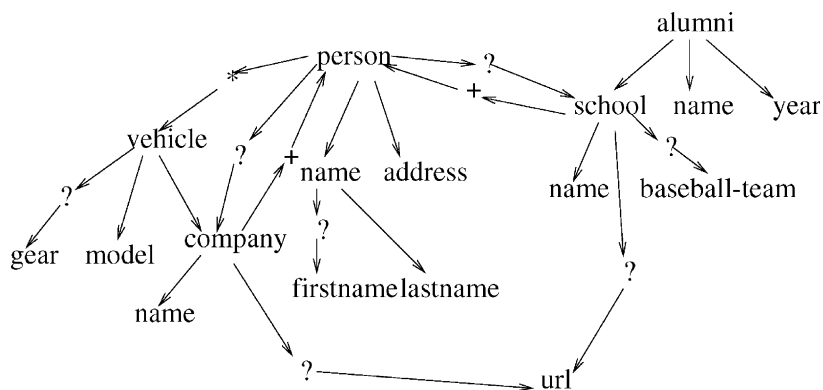 alumni
person
?
*
+
school
name
year
vehicle
?
+
name
address
?
?
name
baseball-team
?
gear
model
company
firstname
lastname
?
name
?
url